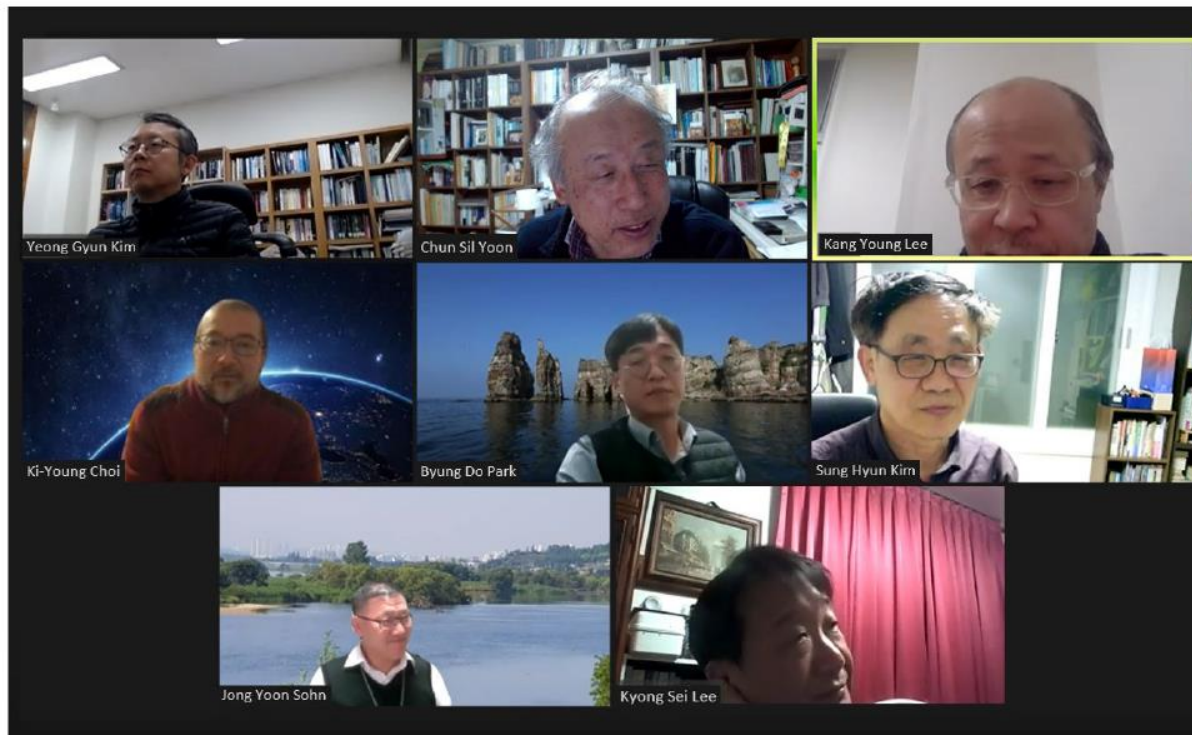 Yeong Gyun Kim
Chun Sil Yoon
Kang Young Lee
Ki-Young Choi
Byung Do Park
Sung Hyun Kim
Jong Yoon Sohn
Kyong Sei Lee